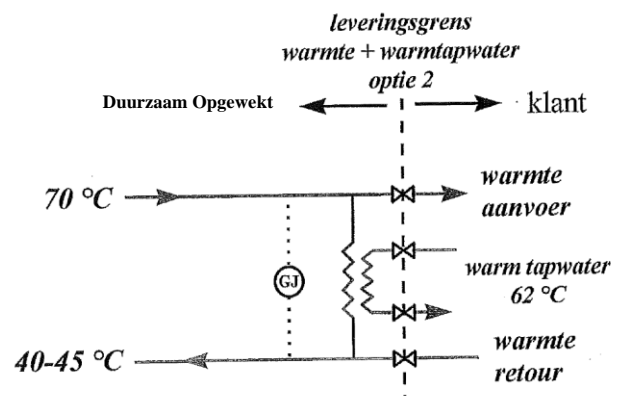 leveringsgrens
warmte + warmtapwater
optie 2
Duurzaam Opgewekt
klant
70 °C
warmte
aanvoer
GJ
warm tapwater
62 °C
40-45 °C
warmte
retour